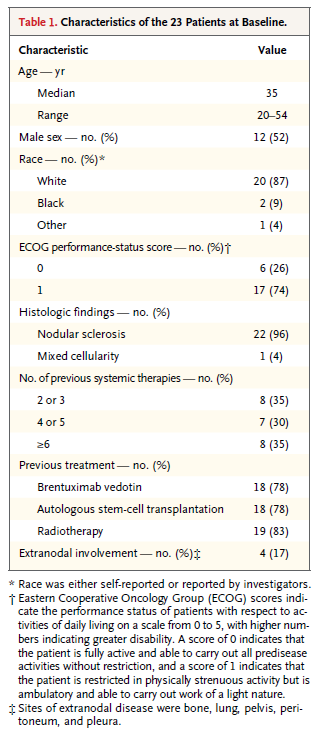 Table 1. Characteristics of the 23 Patients at Baseline.
Characteristic Value
Age — yr
Median 35
Range 20–54
Male sex — no. (%) 12 (52)
Race — no. (%)*
White 20 (87)
Black 2 (9)
Other 1 (4)
ECOG performance-status score — no. (%)†
0 6 (26)
1 17 (74)
Histologic findings — no. (%)
Nodular sclerosis 22 (96)
Mixed cellularity 1 (4)
No. of previous systemic therapies — no. (%)
2 or 3 8 (35)
4 or 5 7 (30)
≥6 8 (35)
Previous treatment — no. (%)
Brentuximab vedotin 18 (78)
Autologous stem-cell transplantation 18 (78)
Radiotherapy 19 (83)
Extranodal involvement — no. (%)‡ 4 (17)
* Race was either self-reported or reported by investigators.
† Eastern Cooperative Oncology Group (ECOG) scores indi-
cate the performance status of patients with respect to ac-
tivities of daily living on a scale from 0 to 5, with higher num-
bers indicating greater disability. A score of 0 indicates that
the patient is fully active and able to carry out all predisease
activities without restriction, and a score of 1 indicates that
the patient is restricted in physically strenuous activity but is
ambulatory and able to carry out work of a light nature.
‡ Sites of extranodal disease were bone, lung, pelvis, peri-
toneum, and pleura.